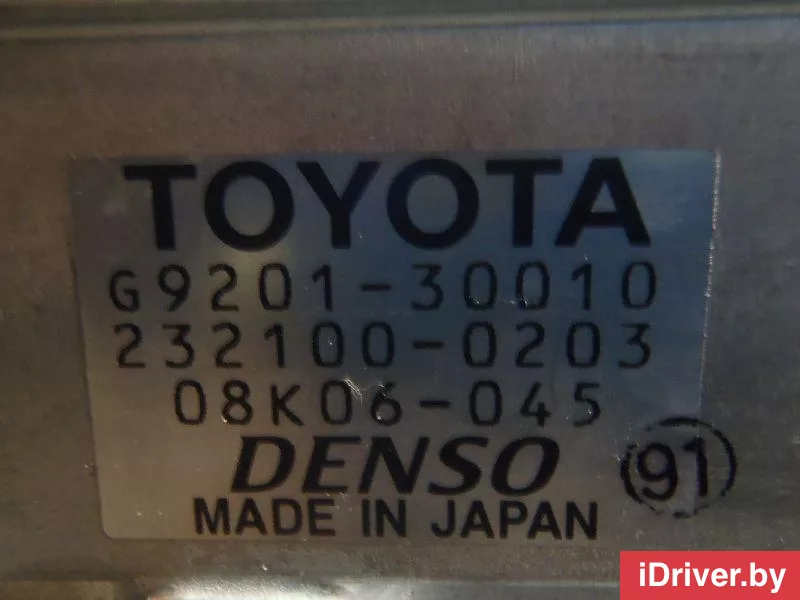 TOYOTA
G9201-30010
232100-0203
08K06-045
DENSO 91
MADE IN JAPAN
iDriver.by